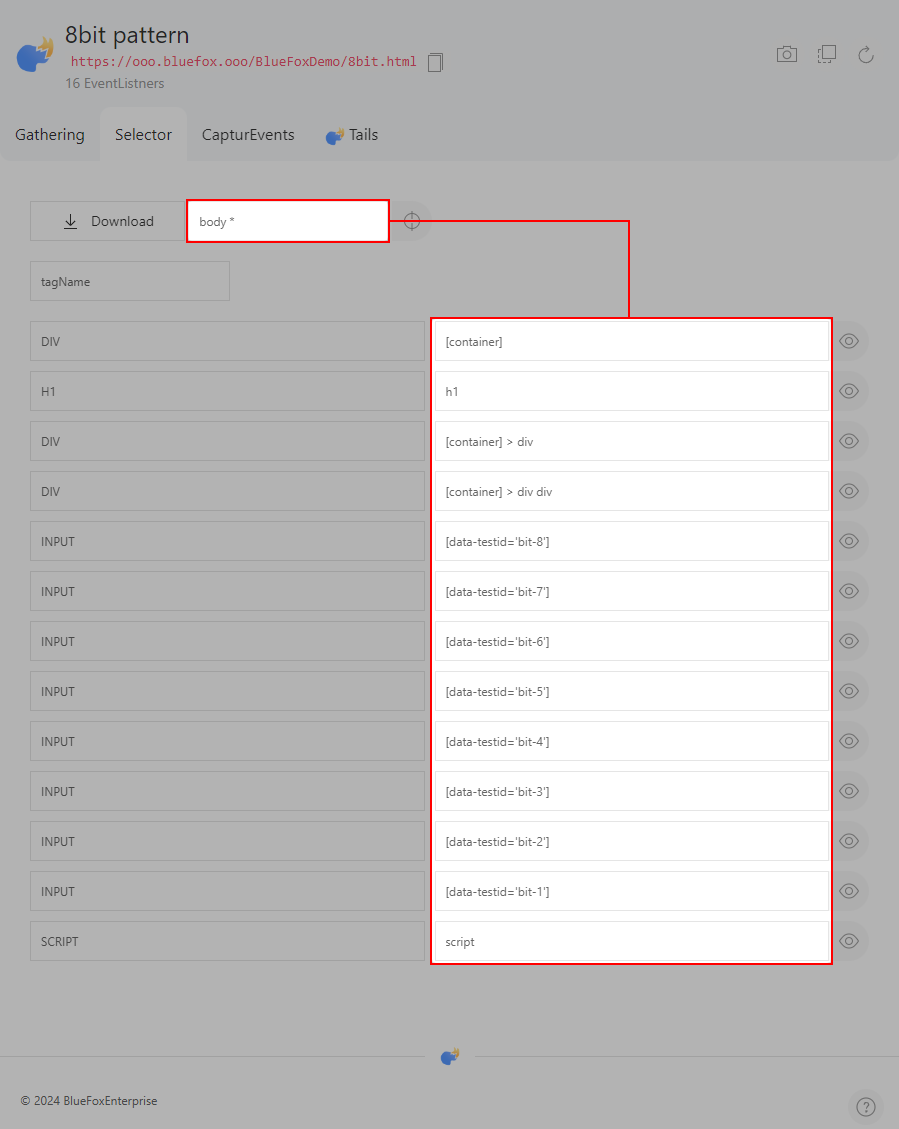 8bit pattern
https://ooo.bluefox.ooo/BlueFoxDemo/8bit.html
16 EventListners
Gathering Selector CapturEvents Tails
Download body *
tagName
DIV [container]
H1 h1
DIV [container] > div
DIV [container] > div div
INPUT [data-testid='bit-8']
INPUT [data-testid='bit-7']
INPUT [data-testid='bit-6']
INPUT [data-testid='bit-5']
INPUT [data-testid='bit-4']
INPUT [data-testid='bit-3']
INPUT [data-testid='bit-2']
INPUT [data-testid='bit-1']
SCRIPT script
© 2024 BlueFoxEnterprise
?